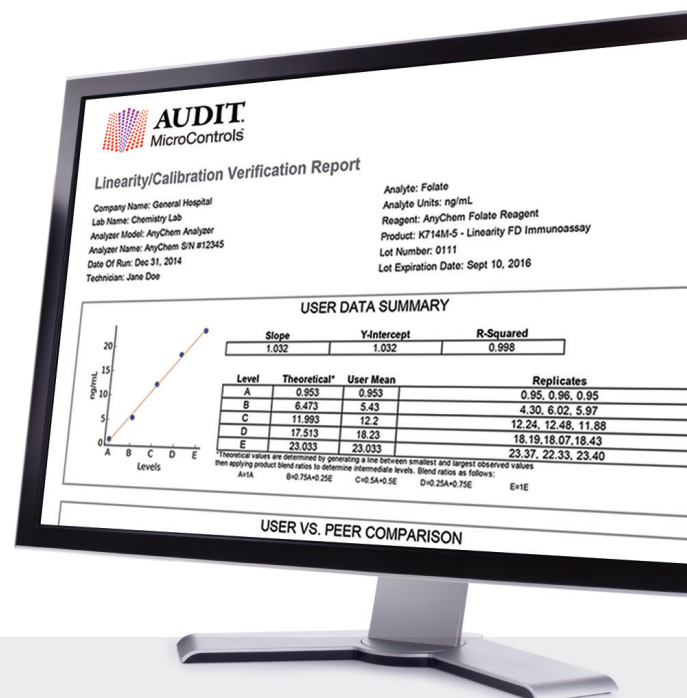 AUDIT
MicroControls™
Linearity/Calibration Verification Report
Company Name: General Hospital
Lab Name: Chemistry Lab
Analyzer Model: AnyChem Analyzer
Analyzer Name: AnyChem S/N #12345
Date Of Run: Dec 31, 2014
Technician: Jane Doe
Analyte: Folate
Analyte Units: ng/mL
Reagent: AnyChem Folate Reagent
Product: K714M-5 - Linearity FD Immunoassay
Lot Number: 0111
Lot Expiration Date: Sept 10, 2016
USER DATA SUMMARY
ng/mL
20
15
10
5
0
A B C D E
Levels
Slope Y-Intercept R-Squared
1.032 1.032 0.998
Level Theoretical* User Mean Replicates
A 0.953 0.953 0.95, 0.96, 0.95
B 6.473 5.43 4.30, 6.02, 5.97
C 11.993 12.2 12.24, 12.48, 11.88
D 17.513 18.23 18.19,18.07,18.43
E 23.033 23.033 23.37, 22.33, 23.40
*Theoretical values are determined by generating a line between smallest and largest observed values
then applying product blend ratios to determine intermediate levels. Blend ratios as follows:
A=1A B=0.75A+0.25E C=0.5A+0.5E D=0.25A+0.75E E=1E
USER VS. PEER COMPARISON